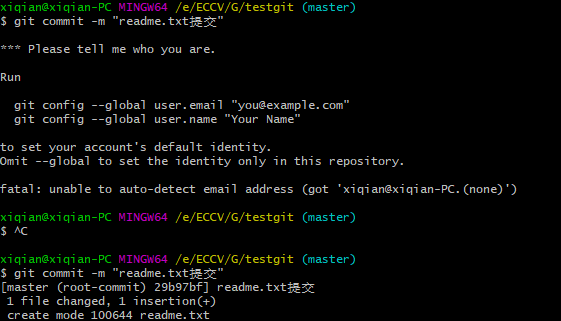 xiqian@xiqian-PC MINGW64 /e/ECCV/G/testgit (master)
$ git commit -m "readme.txt提交"
*** Please tell me who you are.
Run
git config --global user.email "you@example.com"
git config --global user.name "Your Name"
to set your account's default identity.
Omit --global to set the identity only in this repository.
fatal: unable to auto-detect email address (got 'xiqian@xiqian-PC.(none)')
xiqian@xiqian-PC MINGW64 /e/ECCV/G/testgit (master)
$ ^C
xiqian@xiqian-PC MINGW64 /e/ECCV/G/testgit (master)
$ git commit -m "readme.txt提交"
[master (root-commit) 29b97bf] readme.txt提交
1 file changed, 1 insertion(+)
create mode 100644 readme.txt